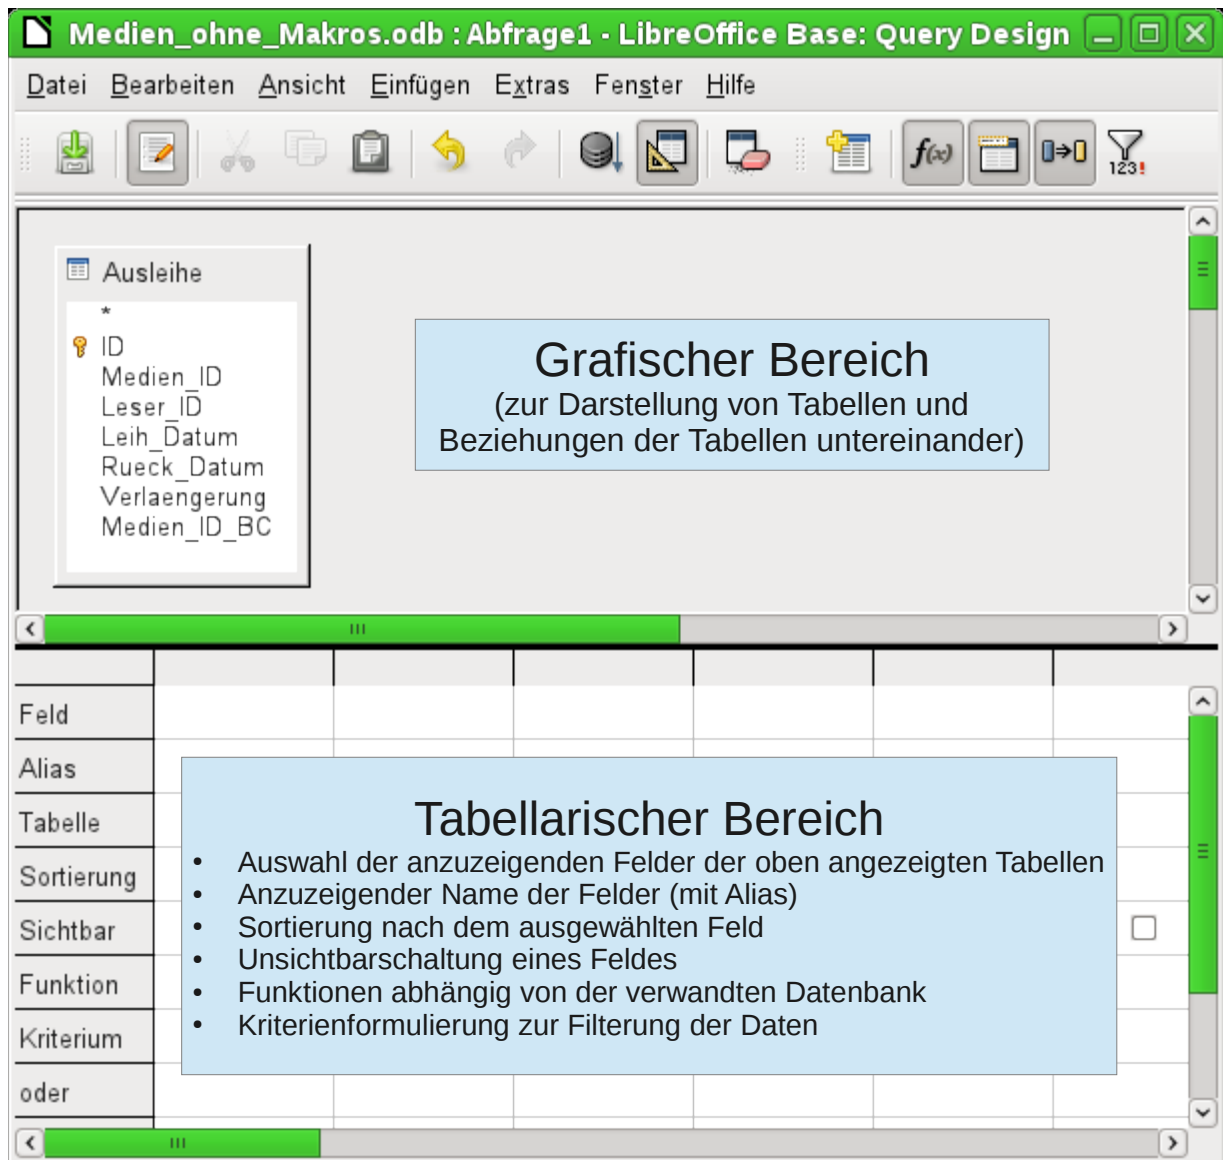 Medien_ohne_Makros.odb : Abfrage1 - LibreOffice Base: Query Design
Datei Bearbeiten Ansicht Einfügen Extras Fenster Hilfe
f(x)
123!
Ausleihe
*
ID
Medien_ID
Leser_ID
Leih_Datum
Rueck_Datum
Verlaengerung
Medien_ID_BC
Grafischer Bereich
(zur Darstellung von Tabellen und
Beziehungen der Tabellen untereinander)
Feld
Alias
Tabelle
Sortierung
Sichtbar
Funktion
Kriterium
oder
Tabellarischer Bereich
• Auswahl der anzuzeigenden Felder der oben angezeigten Tabellen
• Anzuzeigender Name der Felder (mit Alias)
• Sortierung nach dem ausgewählten Feld
• Unsichtbarschaltung eines Feldes
• Funktionen abhängig von der verwandten Datenbank
• Kriterienformulierung zur Filterung der Daten